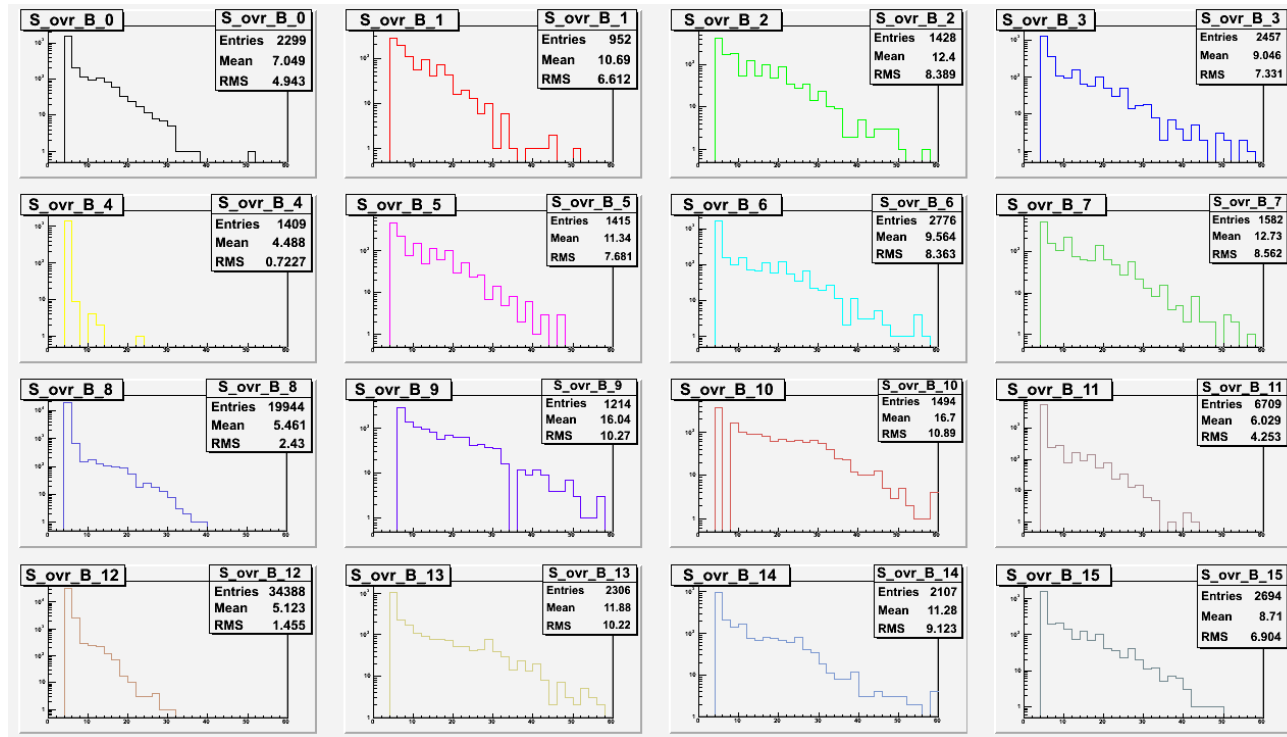 S_ovr_B_0
S_ovr_B_0
Entries 2299
Mean 7.049
RMS 4.943
S_ovr_B_1
S_ovr_B_1
Entries 952
Mean 10.69
RMS 6.612
S_ovr_B_2
S_ovr_B_2
Entries 1428
Mean 12.4
RMS 8.389
S_ovr_B_3
S_ovr_B_3
Entries 2457
Mean 9.046
RMS 7.331
S_ovr_B_4
S_ovr_B_4
Entries 1409
Mean 4.488
RMS 0.7227
S_ovr_B_5
S_ovr_B_5
Entries 1415
Mean 11.34
RMS 7.681
S_ovr_B_6
S_ovr_B_6
Entries 2776
Mean 9.564
RMS 8.363
S_ovr_B_7
S_ovr_B_7
Entries 1582
Mean 12.73
RMS 8.562
S_ovr_B_8
S_ovr_B_8
Entries 19944
Mean 5.461
RMS 2.43
S_ovr_B_9
S_ovr_B_9
Entries 1214
Mean 16.04
RMS 10.27
S_ovr_B_10
S_ovr_B_10
Entries 1494
Mean 16.7
RMS 10.89
S_ovr_B_11
S_ovr_B_11
Entries 6709
Mean 6.029
RMS 4.253
S_ovr_B_12
S_ovr_B_12
Entries 34388
Mean 5.123
RMS 1.455
S_ovr_B_13
S_ovr_B_13
Entries 2306
Mean 11.88
RMS 10.22
S_ovr_B_14
S_ovr_B_14
Entries 2107
Mean 11.28
RMS 9.123
S_ovr_B_15
S_ovr_B_15
Entries 2694
Mean 8.71
RMS 6.904